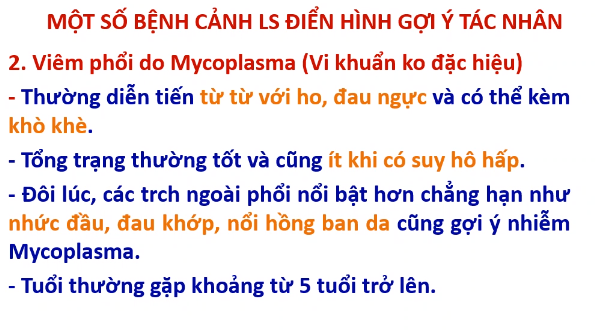 MỘT SỐ BỆNH CẢNH LS ĐIỂN HÌNH GỢI Ý TÁC NHÂN
2. Viêm phổi do Mycoplasma (Vi khuẩn ko đặc hiệu)
- Thường diễn tiến từ từ với ho, đau ngực và có thể kèm
khò khè.
- Tổng trạng thường tốt và cũng ít khi có suy hô hấp.
- Đôi lúc, các trch ngoài phổi nổi bật hơn chẳng hạn như
nhức đầu, đau khớp, nổi hồng ban da cũng gợi ý nhiễm
Mycoplasma.
- Tuổi thường gặp khoảng từ 5 tuổi trở lên.